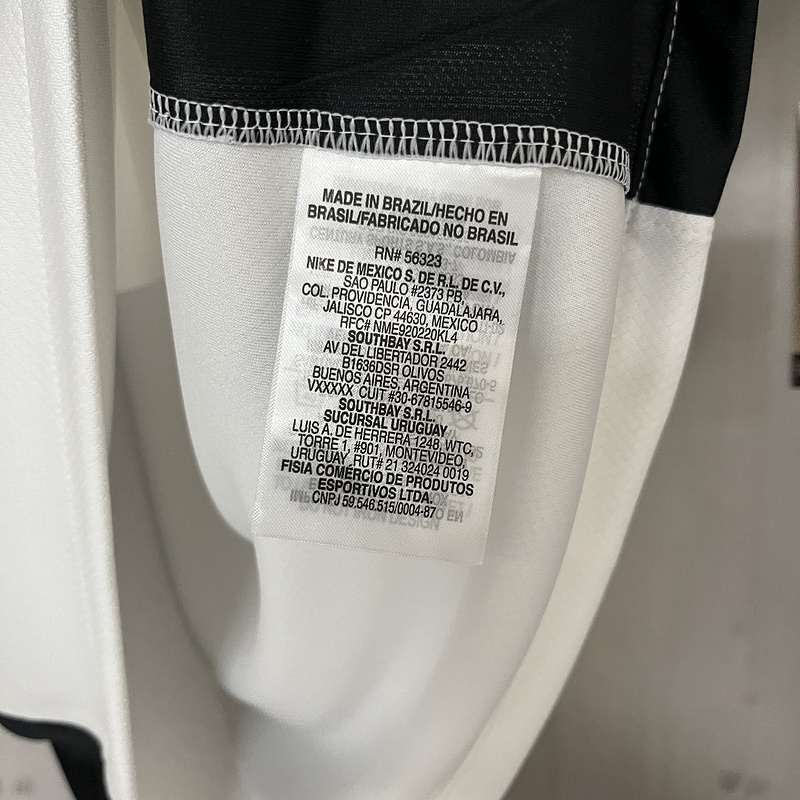 MADE IN BRAZIL/HECHO EN
BRASIL/FABRICADO NO BRASIL
RN# 56323
NIKE DE MEXICO S. DE R.L. DE C.V.,
SAO PAULO #2373 PB,
COL. PROVIDENCIA, GUADALAJARA,
JALISCO CP 44630, MEXICO
RFC# NME920220KL4
SOUTHBAY S.R.L.
AV DEL LIBERTADOR 2442
B1636DSR OLIVOS
BUENOS AIRES, ARGENTINA
VXXXXX CUIT #30-67815546-9
SOUTHBAY S.R.L.
SUCURSAL URUGUAY
LUIS A. DE HERRERA 1248, WTC,
TORRE 1, #901, MONTEVIDEO,
URUGUAY, RUT# 21 324024 0019
FISIA COMÉRCIO DE PRODUTOS
ESPORTIVOS LTDA.
CNPJ 59.546.515/0004-87